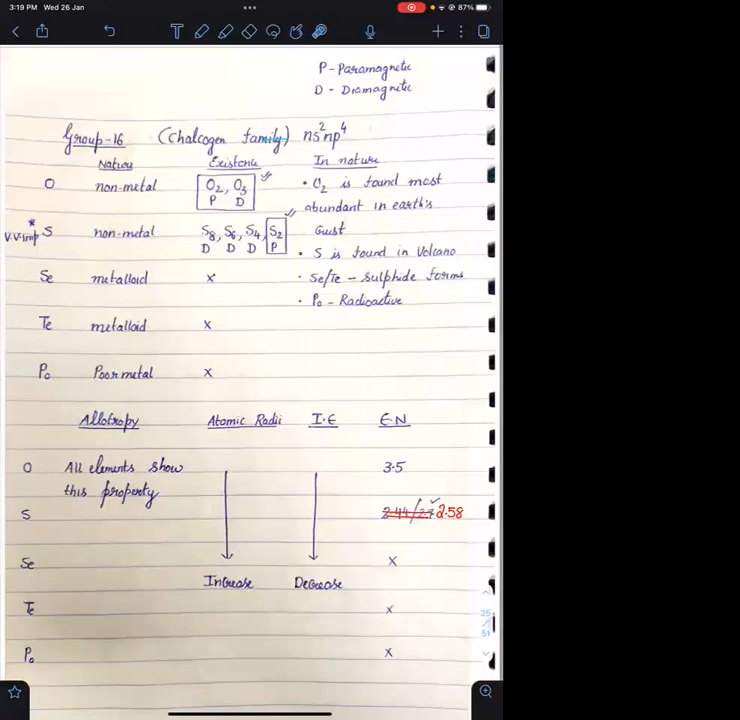 3:19 PM Wed 26 Jan
87%
P - Paramagnetic
D - Diamagnetic
Group-16 (Chalcogen family) ns²np⁴
Nature Existence In nature
O non-metal O₂, O₃ • O₂ is found most
P D abundant in earth's
V.V.Imp * S non-metal S₈, S₆, S₄, S₂ Crust
D D D P • S is found in Volcano
Se metalloid x • Se/Te - sulphide forms
• Po - Radioactive
Te metalloid x
Po Poor metal x
Allotropy Atomic Radii I.E E.N
O All elements show 3.5
this property
S 2.58
Se x
Increase Decrease
Te x
Po x
25
51